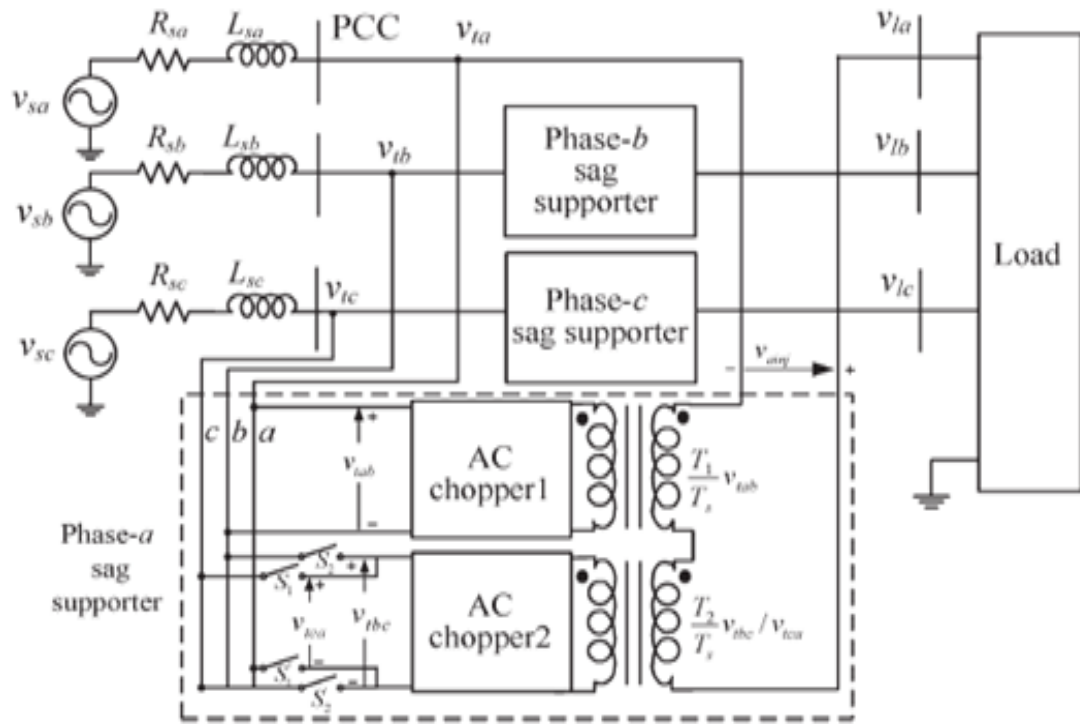 R_sa L_sa PCC v_ta v_la
v_sa
R_sb L_sb v_tb Phase-b sag supporter v_lb
v_sb
R_sc L_sc v_tc Phase-c sag supporter v_lc
v_sc
Load
- v_ainj +
c b a
+ v_tab -
AC chopper1
T_1/T_s v_tab
Phase-a sag supporter
S_2 +
S_1 +
v_tca v_tbc
AC chopper2
T_2/T_s v_tbc / v_tca
S_1 -
S_2 -